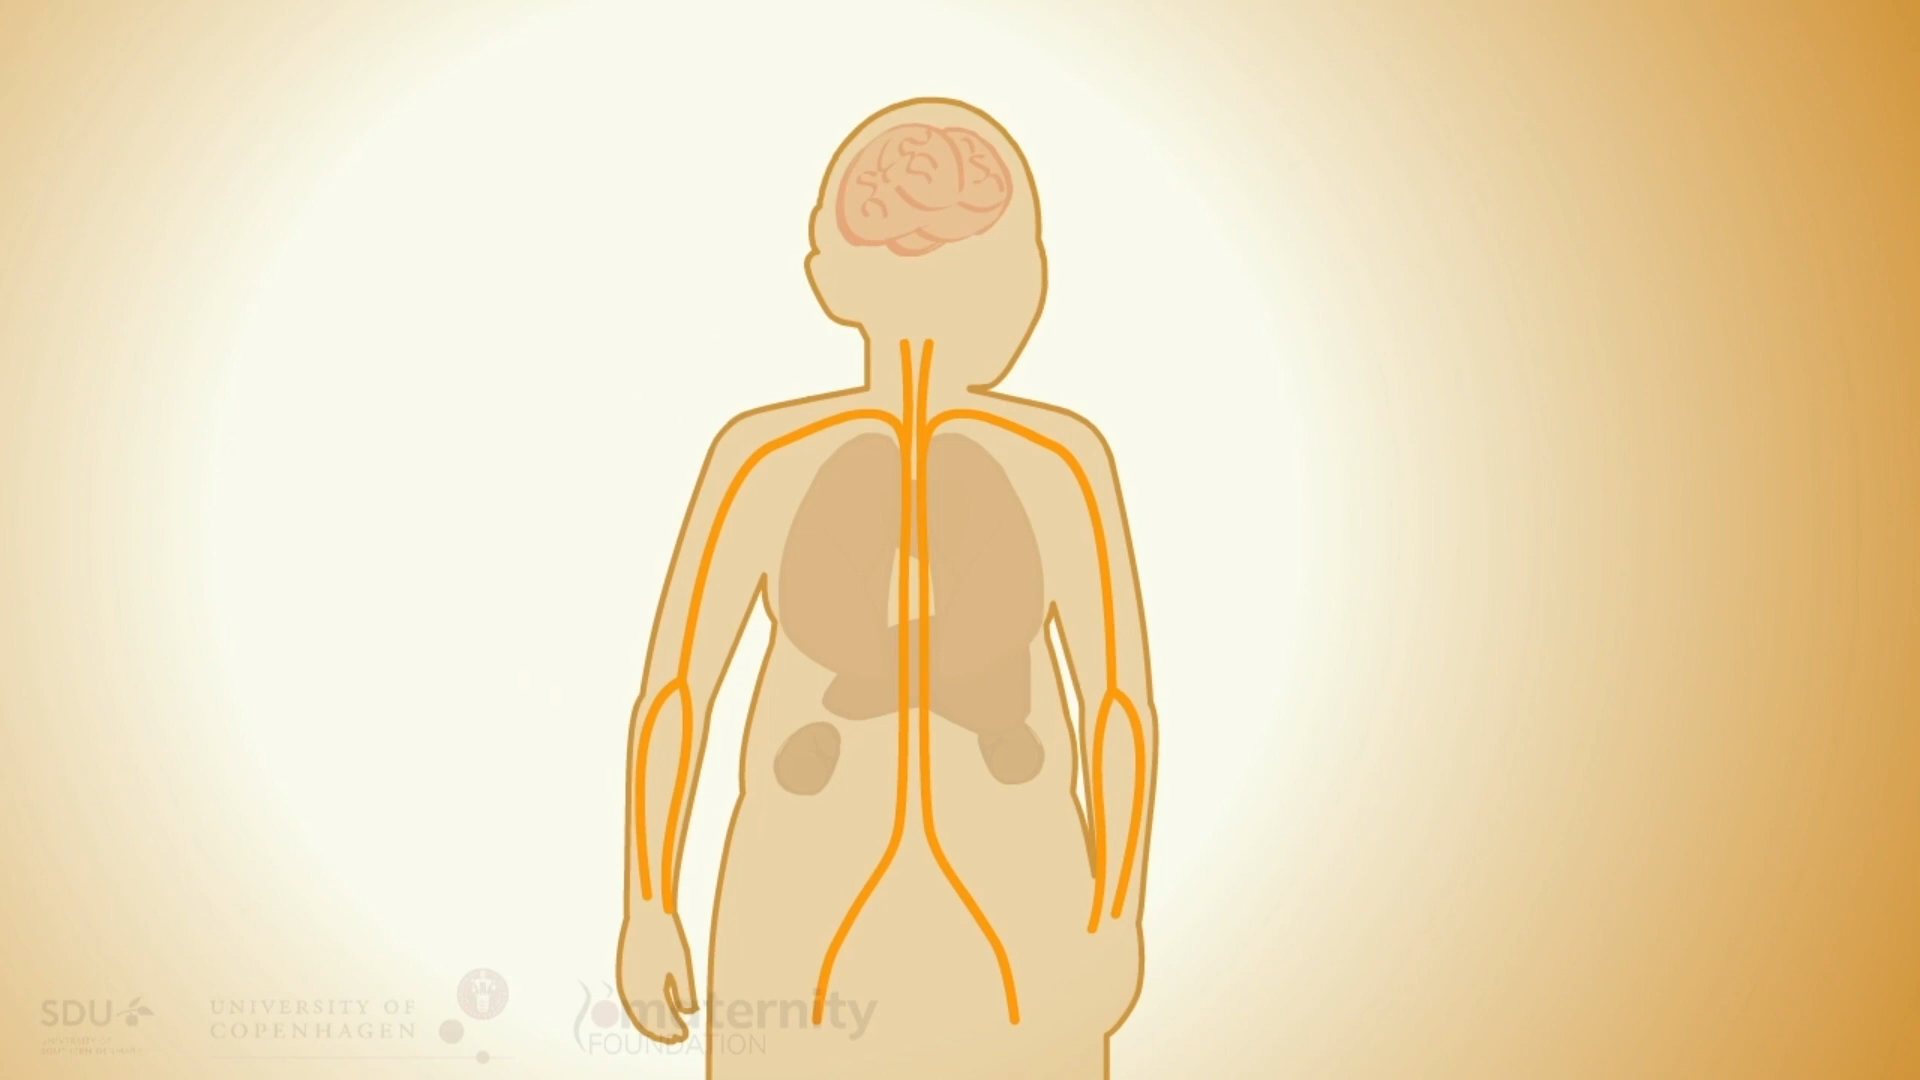 SDU
UNIVERSITY OF
COPENHAGEN
maternity
FOUNDATION